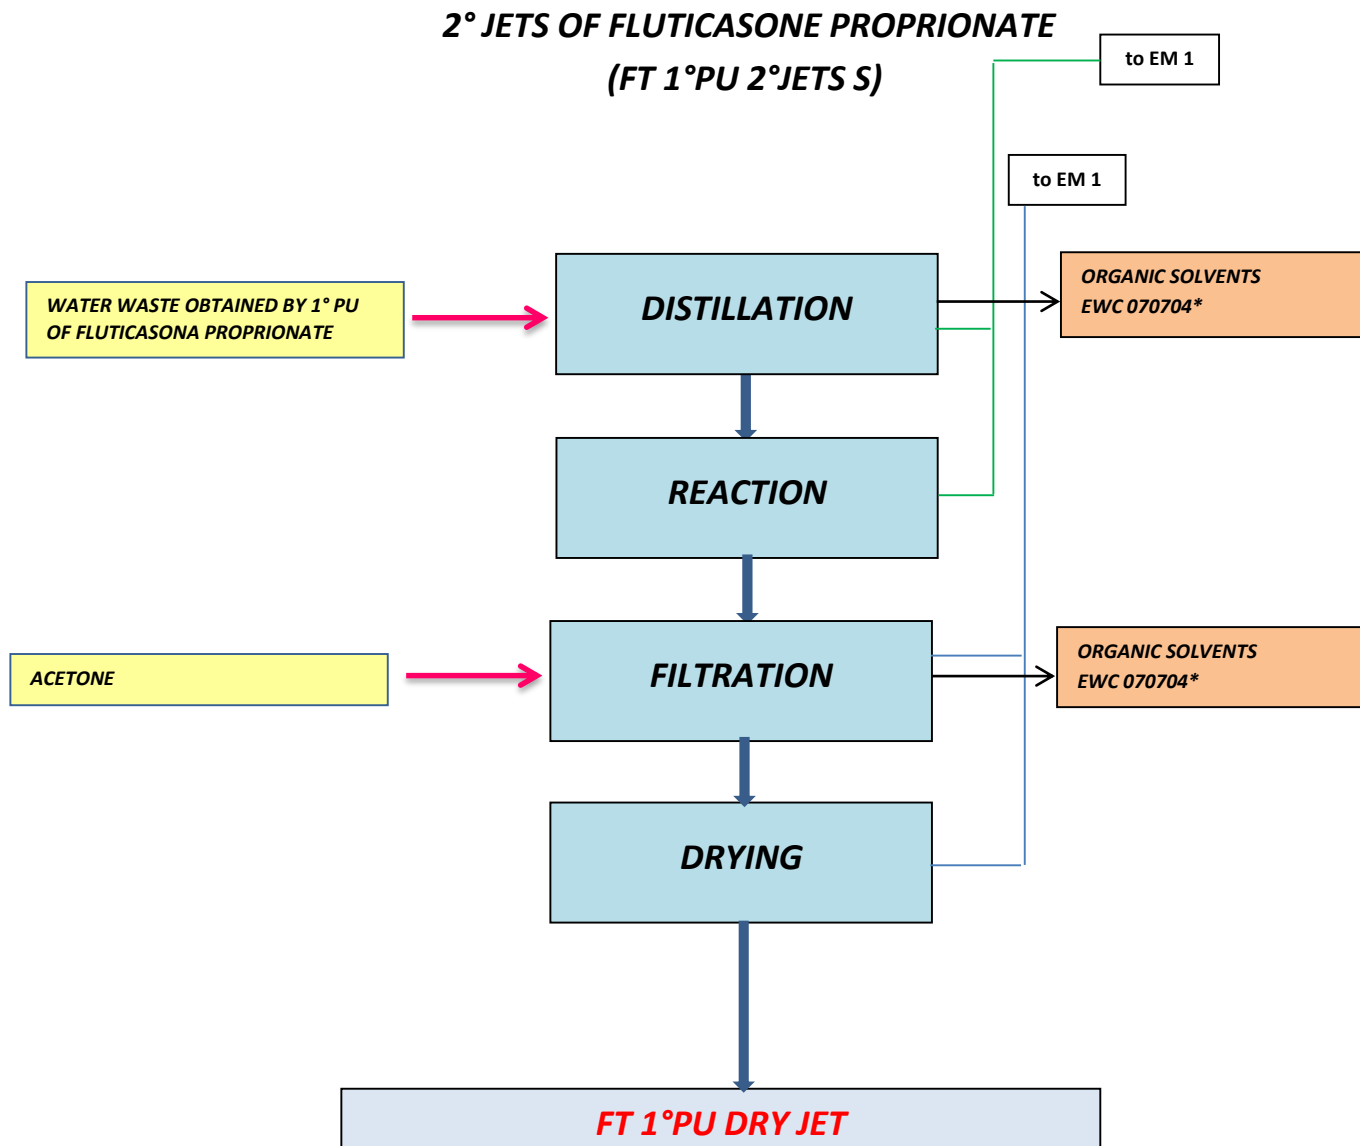 2° JETS OF FLUTICASONE PROPRIONATE
(FT 1°PU 2°JETS S)
to EM 1
to EM 1
WATER WASTE OBTAINED BY 1° PU
OF FLUTICASONA PROPRIONATE
DISTILLATION
ORGANIC SOLVENTS
EWC 070704*
REACTION
ACETONE
FILTRATION
ORGANIC SOLVENTS
EWC 070704*
DRYING
FT 1°PU DRY JET